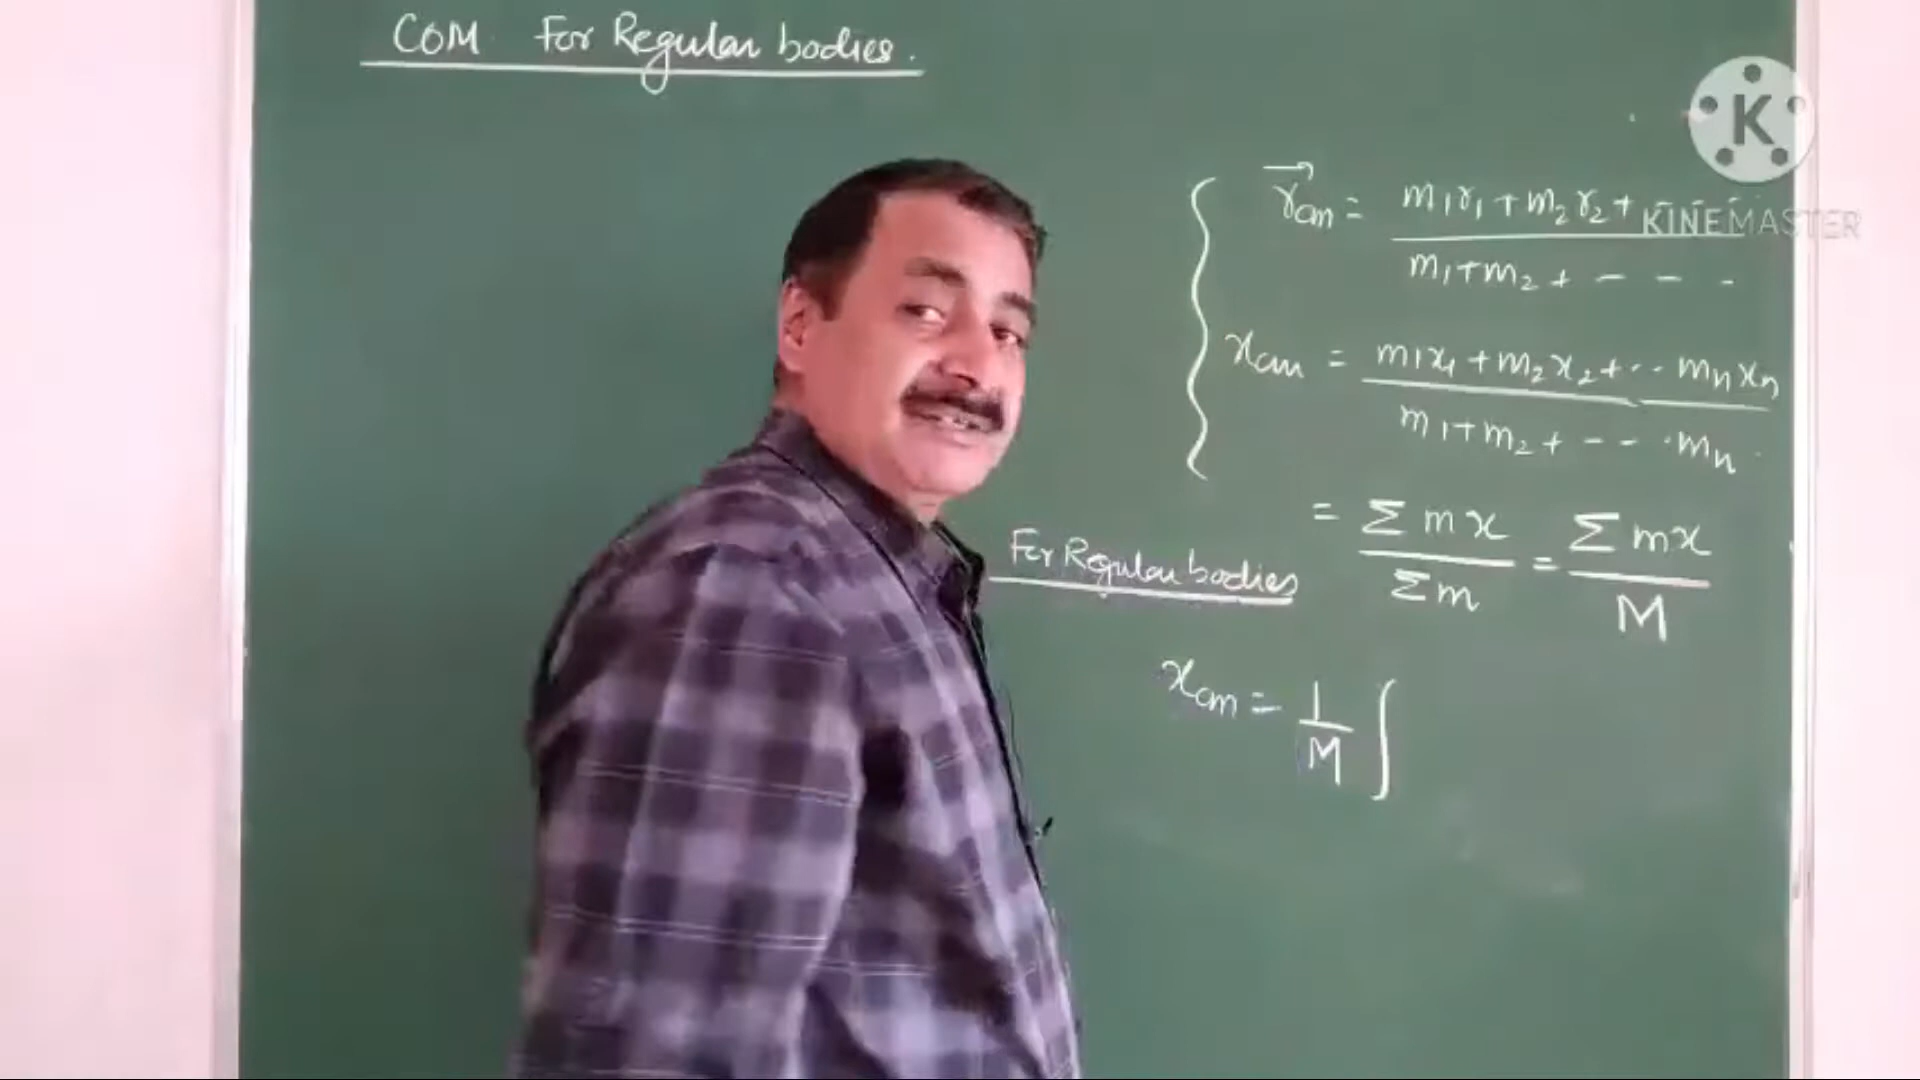 COM For Regular bodies.
K
KINEMASTER
r⃗cm = m1r1 + m2r2 + - - -
m1 + m2 + - - -
xcm = m1x1 + m2x2 + ·· mnxn
m1 + m2 + - - · mn
= Σmx / Σm = Σmx / M
For Regular bodies
xcm = 1/M ∫